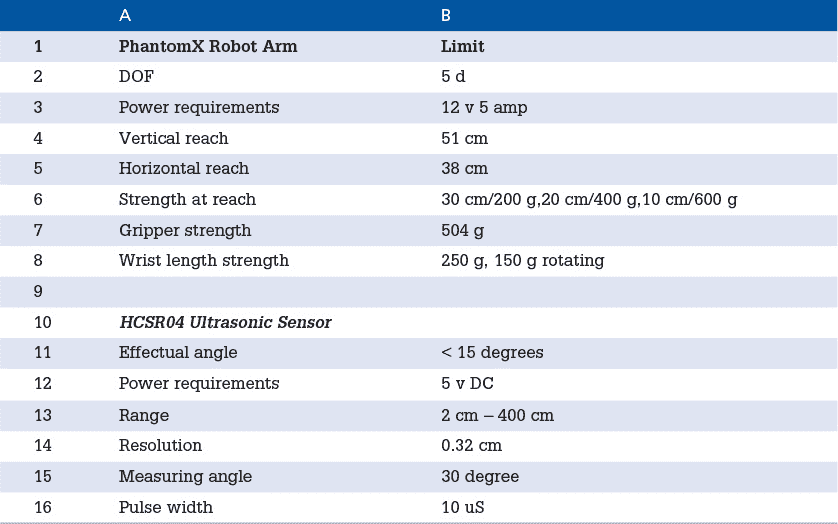 A B
1 PhantomX Robot Arm Limit
2 DOF 5 d
3 Power requirements 12 v 5 amp
4 Vertical reach 51 cm
5 Horizontal reach 38 cm
6 Strength at reach 30 cm/200 g,20 cm/400 g,10 cm/600 g
7 Gripper strength 504 g
8 Wrist length strength 250 g, 150 g rotating
9
10 HCSR04 Ultrasonic Sensor
11 Effectual angle < 15 degrees
12 Power requirements 5 v DC
13 Range 2 cm – 400 cm
14 Resolution 0.32 cm
15 Measuring angle 30 degree
16 Pulse width 10 uS